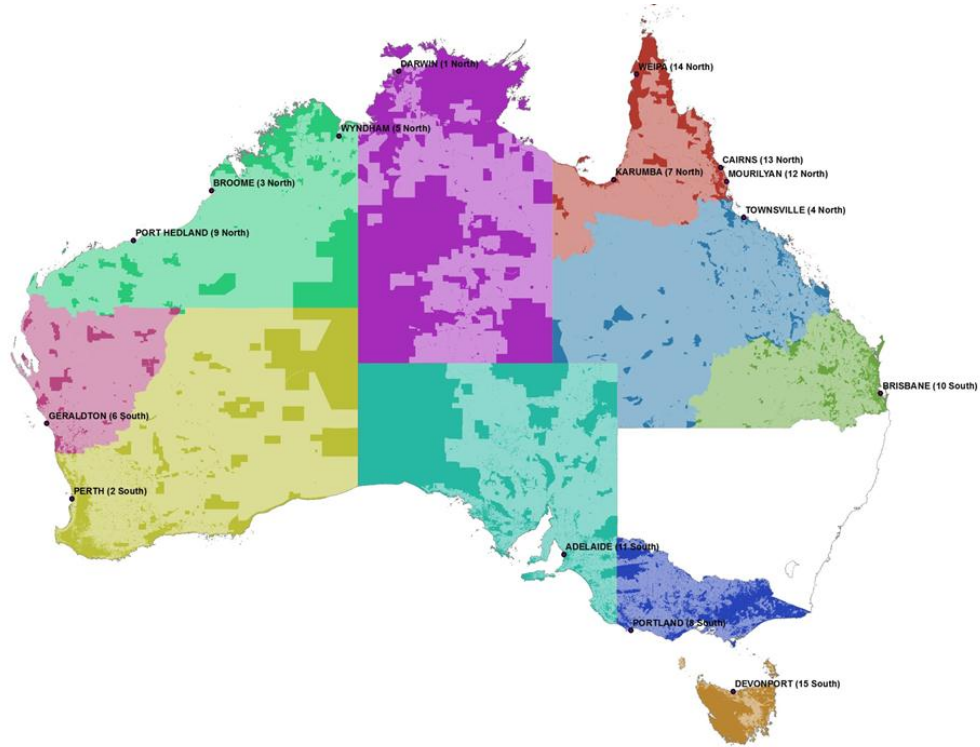 DARWIN (1 North)
WEIPA (14 North)
WYNDHAM (5 North)
CAIRNS (13 North)
KARUMBA (7 North)
MOURILYAN (12 North)
BROOME (3 North)
TOWNSVILLE (4 North)
PORT HEDLAND (9 North)
BRISBANE (10 South)
GERALDTON (6 South)
PERTH (2 South)
ADELAIDE (11 South)
PORTLAND (8 South)
DEVONPORT (15 South)